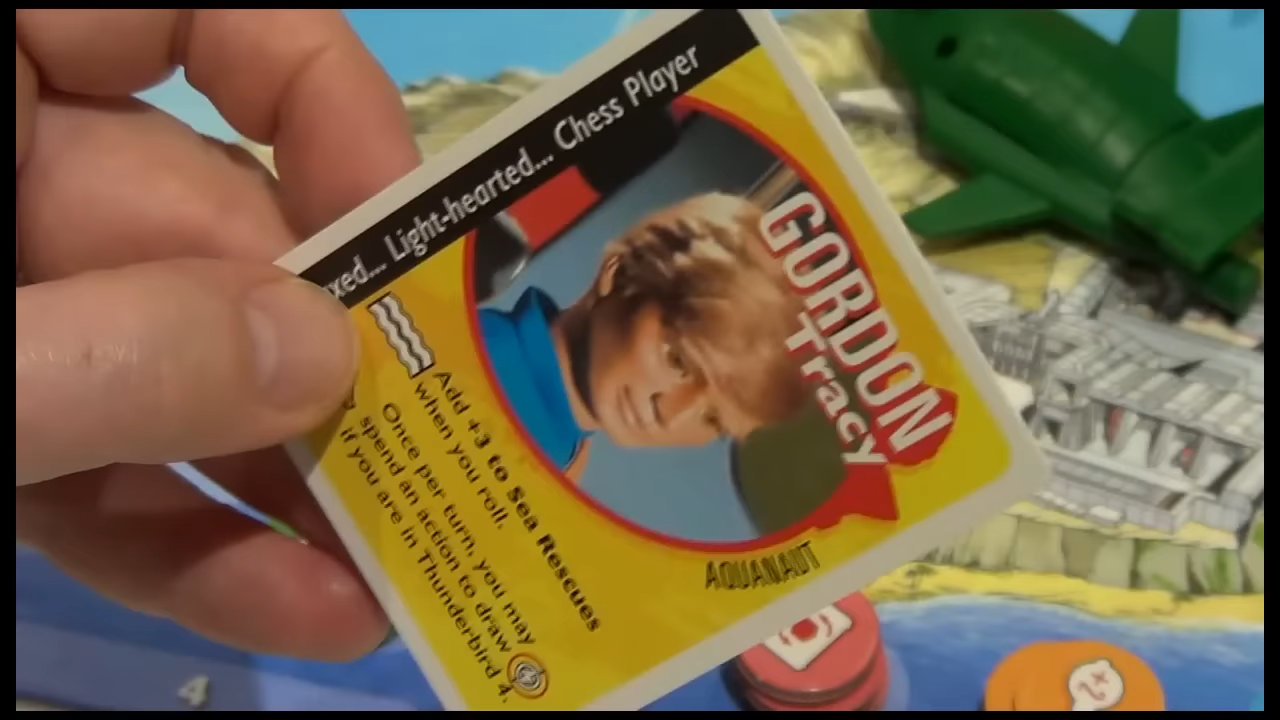 GORDON
Tracy
AQUANAUT
Add +3 to Sea Rescues
when you roll.
Once per turn, you may
spend an action to draw
if you are in Thunderbird 4.
Light-hearted... Chess Player
4